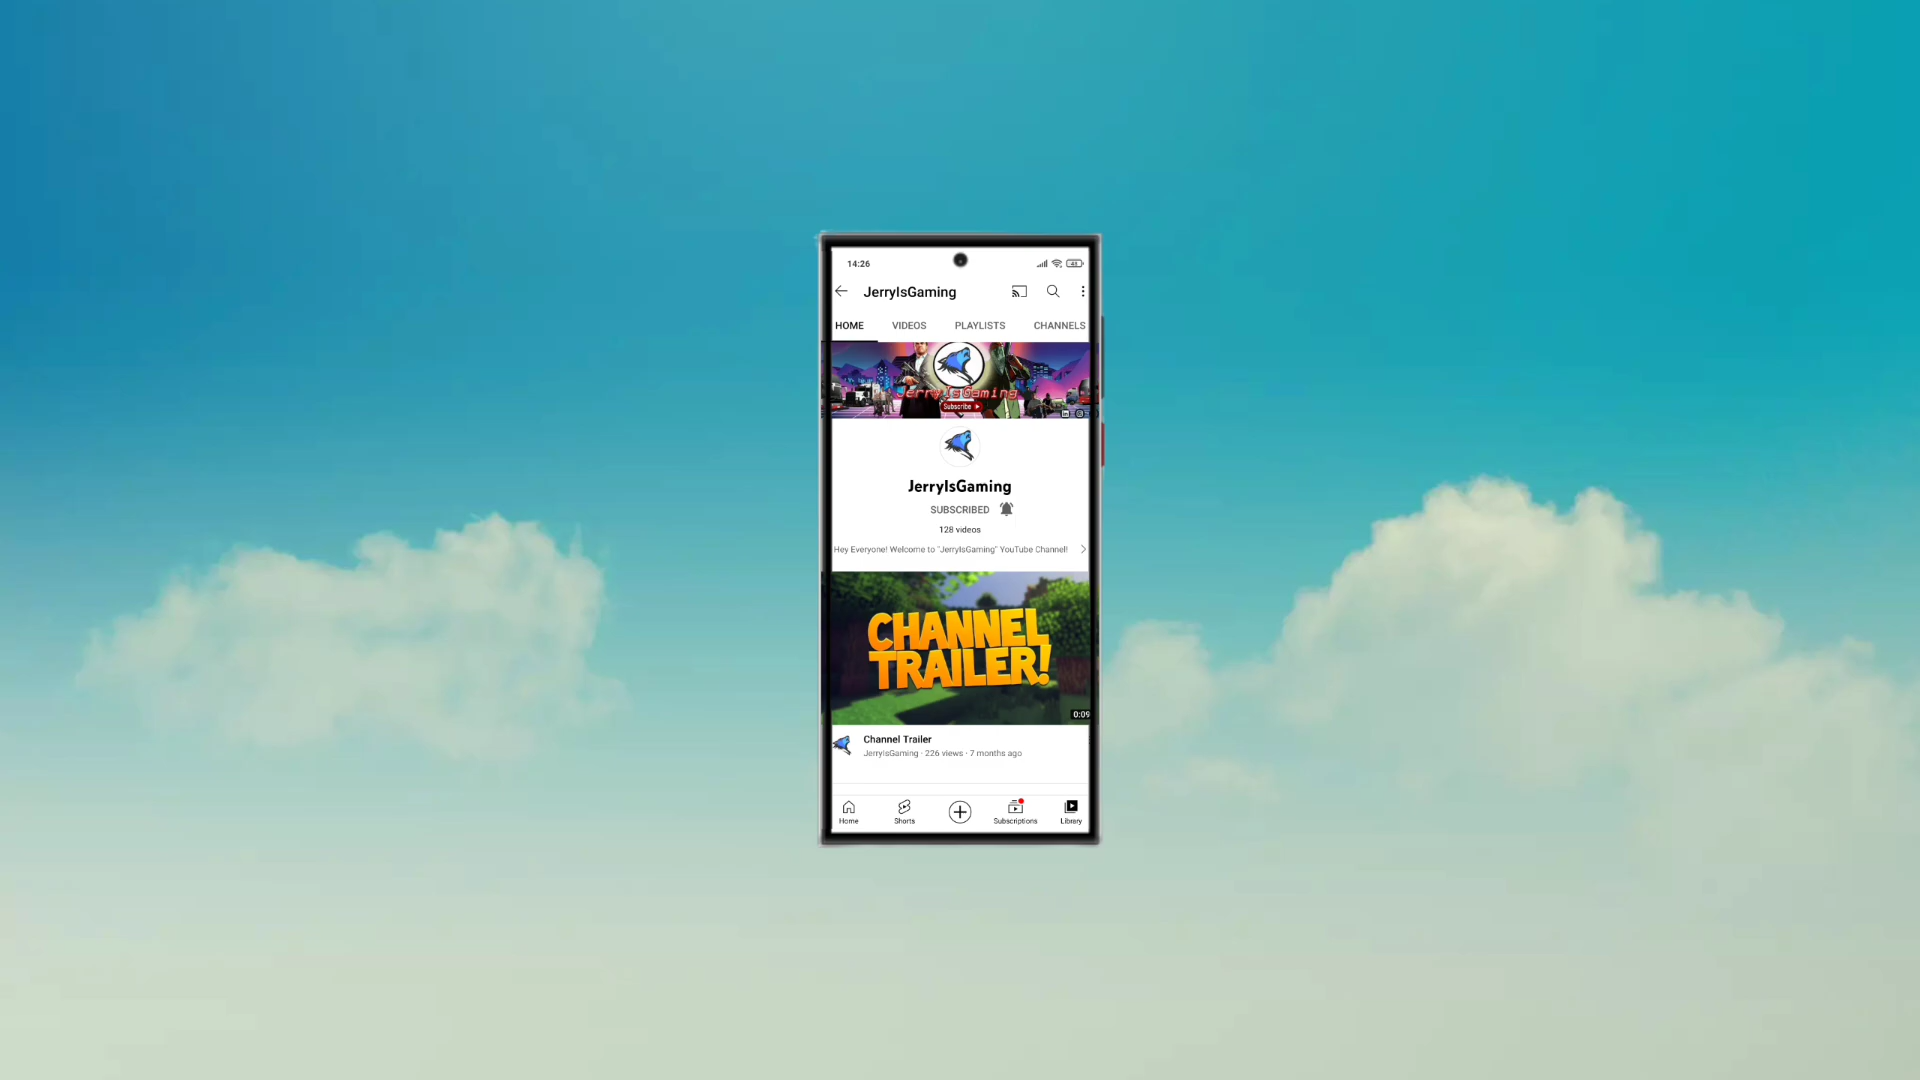 14:26
43
JerryIsGaming
HOME VIDEOS PLAYLISTS CHANNELS
JerryIsGaming
Subscribe
JerryIsGaming
SUBSCRIBED
128 videos
Hey Everyone! Welcome to "JerryIsGaming" YouTube Channel!
CHANNEL
TRAILER!
0:09
Channel Trailer
JerryIsGaming · 226 views · 7 months ago
Home Shorts Subscriptions Library